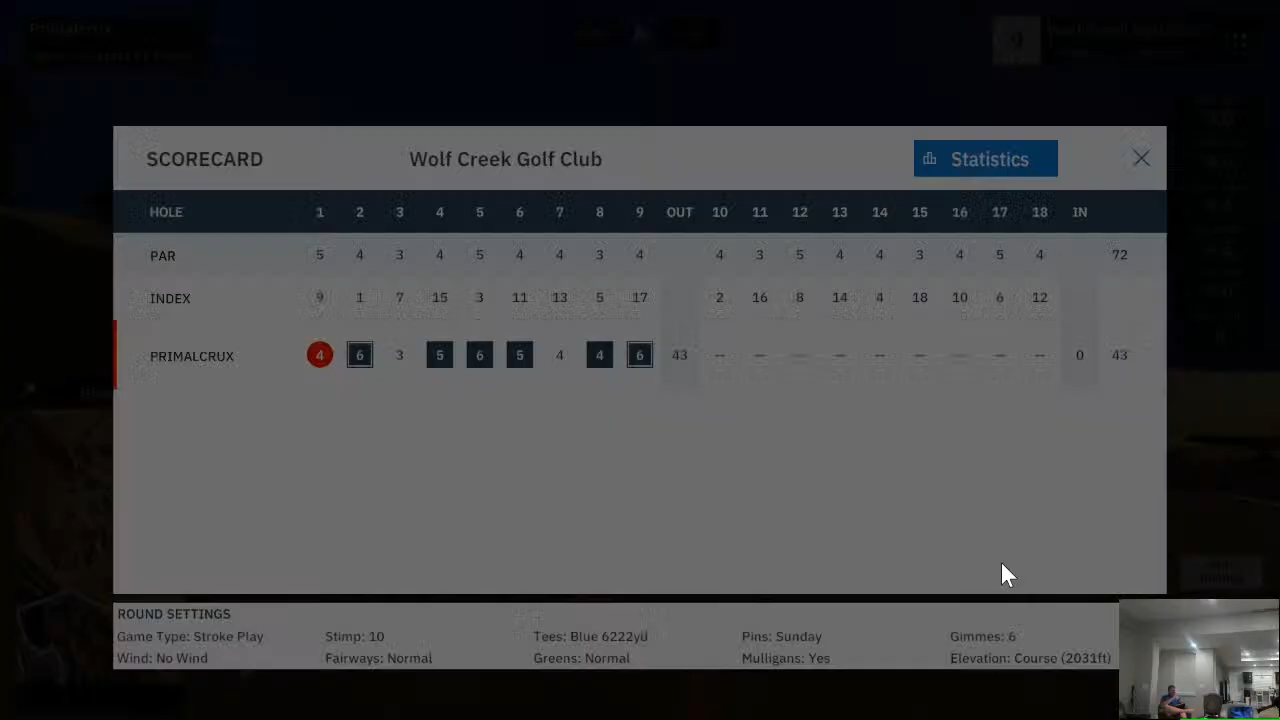 SCORECARD Wolf Creek Golf Club Statistics
HOLE 1 2 3 4 5 6 7 8 9 OUT 10 11 12 13 14 15 16 17 18 IN
PAR 5 4 3 4 5 4 4 3 4 4 3 5 4 4 3 4 5 4 72
INDEX 9 1 7 15 3 11 13 5 17 2 16 8 14 4 18 10 6 12
PRIMALCRUX 4 6 3 5 6 5 4 4 6 43 -- -- -- -- -- -- -- -- -- 0 43
ROUND SETTINGS
Game Type: Stroke Play Stimp: 10 Tees: Blue 6222yd Pins: Sunday Gimmes: 6
Wind: No Wind Fairways: Normal Greens: Normal Mulligans: Yes Elevation: Course (2031ft)